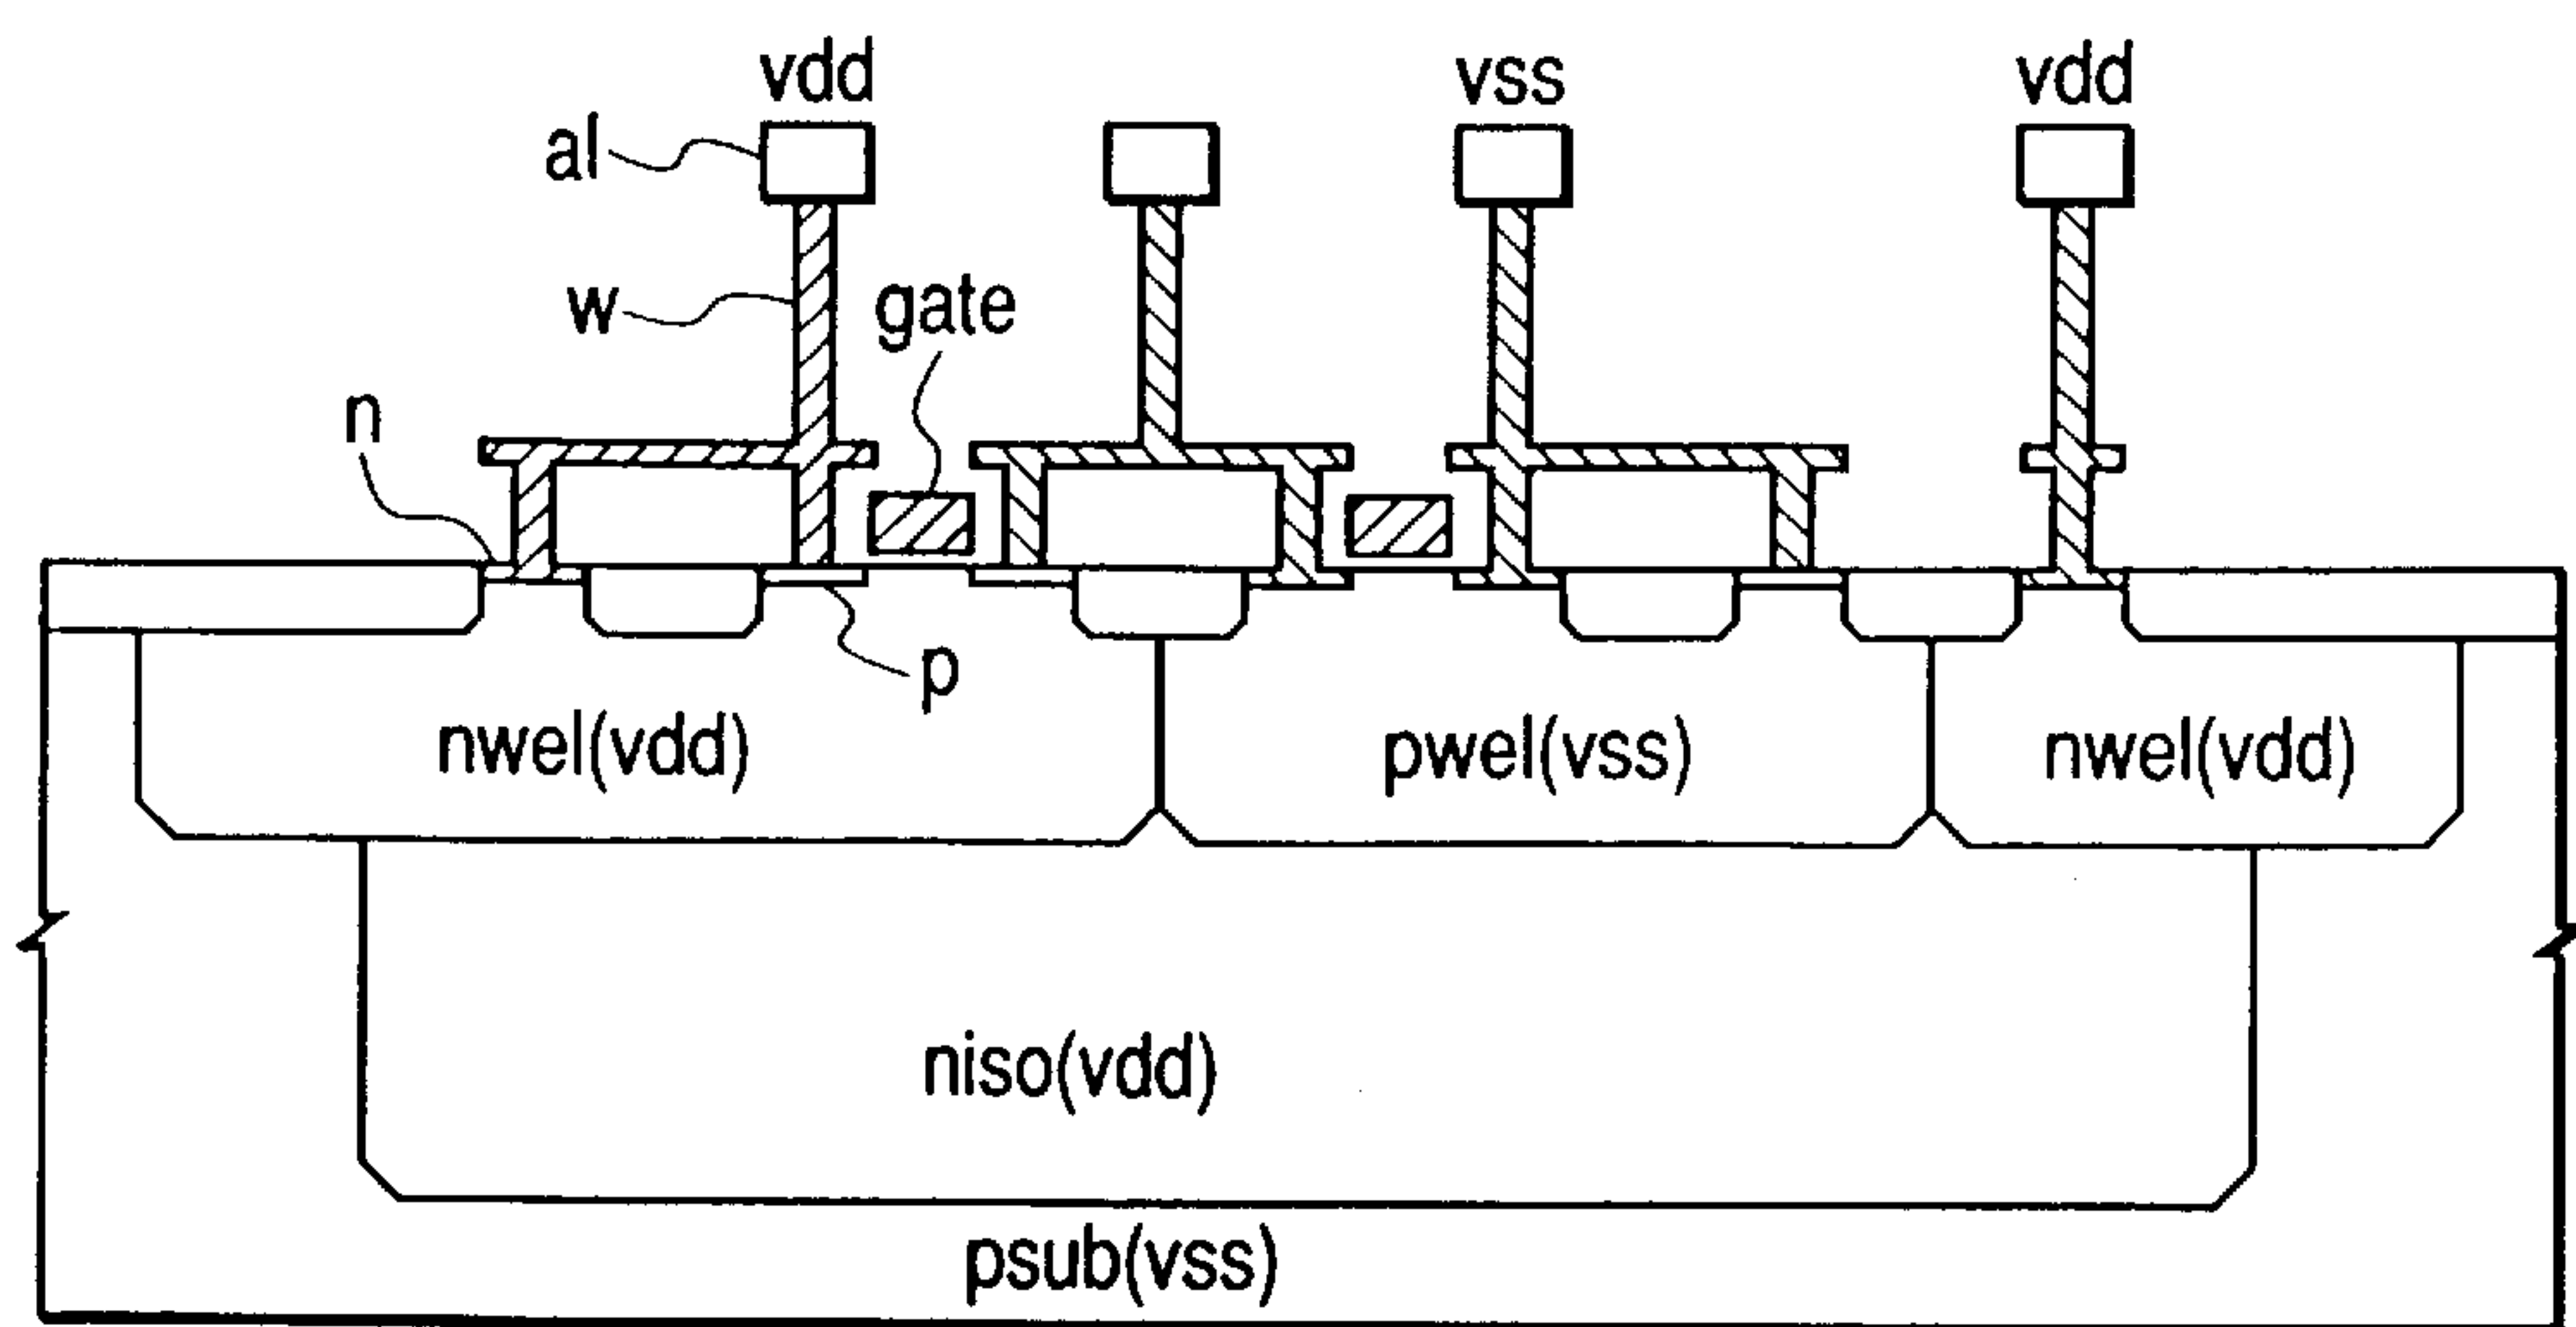 vdd
vss
vdd
al
w
gate
n
p
nwel(vdd)
pwel(vss)
nwel(vdd)
niso(vdd)
psub(vss)